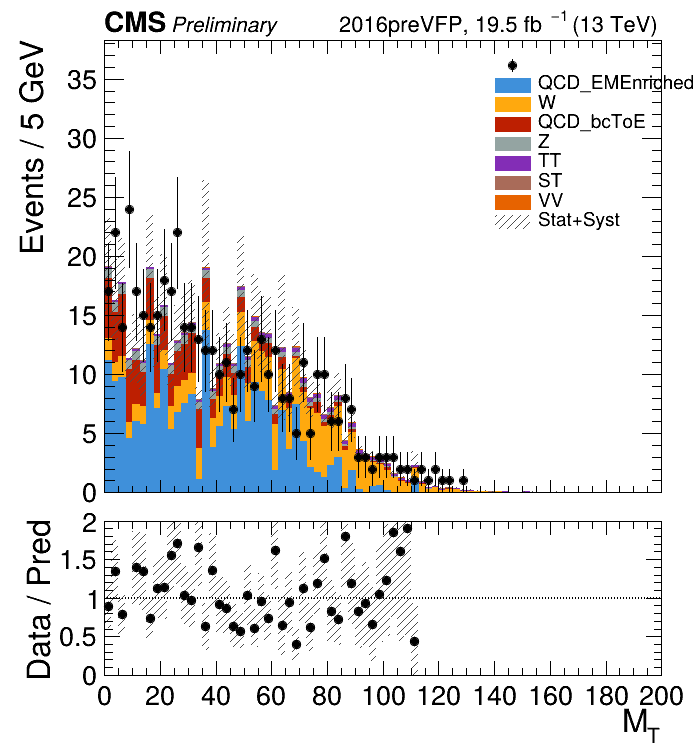 CMS Preliminary 2016preVFP, 19.5 fb⁻¹ (13 TeV)
Events / 5 GeV
35
30
25
20
15
10
5
0
QCD_EMEnriched
W
QCD_bcToE
Z
TT
ST
VV
Stat+Syst
Data / Pred
2
1.5
1
0.5
0
0 20 40 60 80 100 120 140 160 180 200
M_T